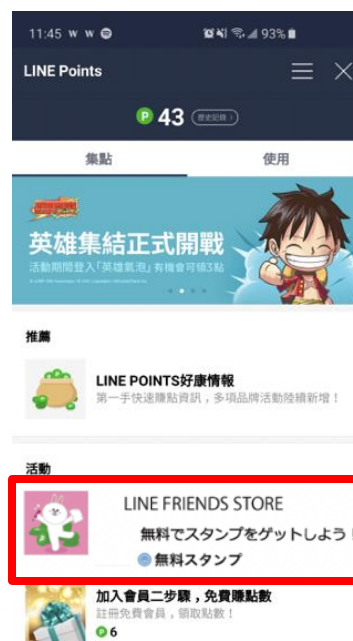 11:45 w w
93%
LINE Points
P 43 歷史紀錄 >
集點 使用
英雄集結正式開戰
活動期間登入「英雄氣泡」有機會可領3點
推薦
LINE POINTS好康情報
第一手快速賺點資訊,多項品牌活動陸續新增!
活動
LINE FRIENDS STORE
無料でスタンプをゲットしよう!
無料スタンプ
加入會員二步驟,免費賺點數
註冊免費會員,領取點數!
P 6